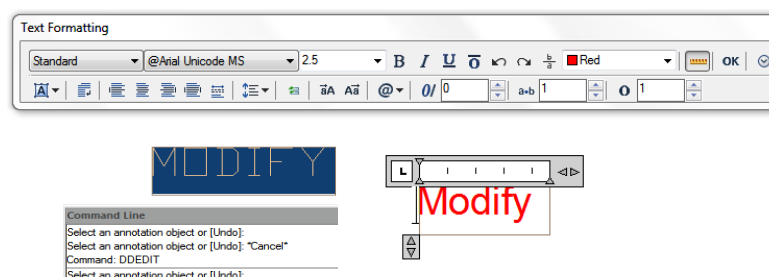 Text Formatting
Standard @Arial Unicode MS 2.5 B I U O b/a Red OK
A aA Aa @ 0/ 0 a•b 1 O 1
MODIFY
L
Modify
Command Line
Select an annotation object or [Undo]:
Select an annotation object or [Undo]: *Cancel*
Command: DDEDIT
Select an annotation object or [Undo]: